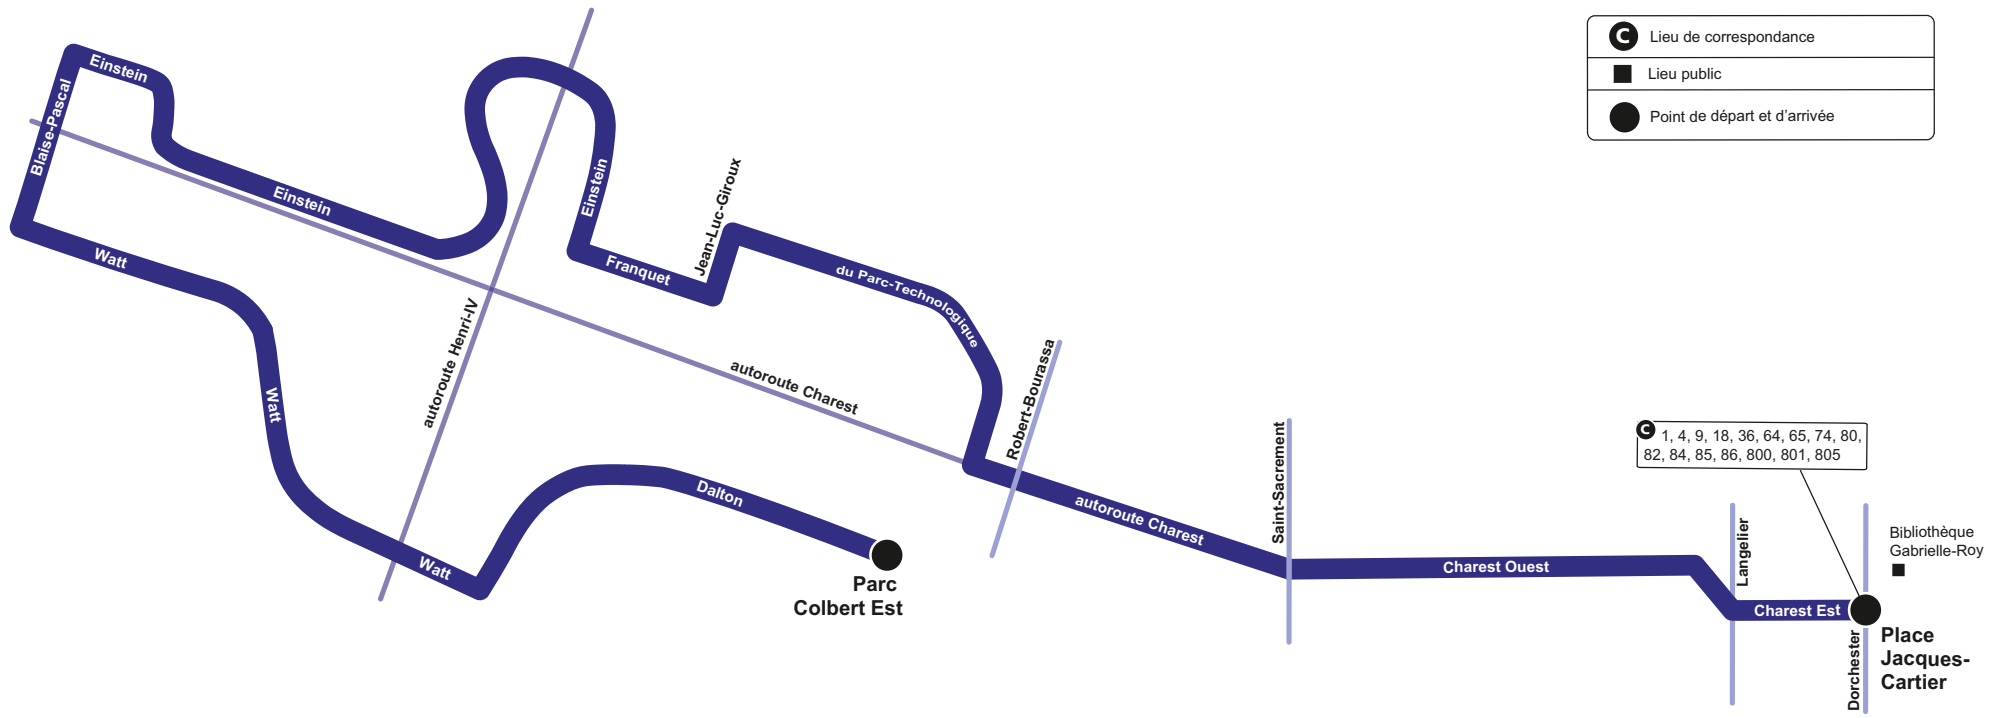 C Lieu de correspondance
Lieu public
Point de départ et d’arrivée
Einstein
Blaise-Pascal
Einstein
Einstein
Jean-Luc-Giroux
Franquet
du Parc-Technologique
Watt
Watt
autoroute Henri-IV
autoroute Charest
Robert-Bourassa
Watt
Dalton
Parc
Colbert Est
autoroute Charest
Saint-Sacrement
Charest Ouest
Langelier
C 1, 4, 9, 18, 36, 64, 65, 74, 80,
82, 84, 85, 86, 800, 801, 805
Bibliothèque
Gabrielle-Roy
Charest Est
Dorchester
Place
Jacques-
Cartier